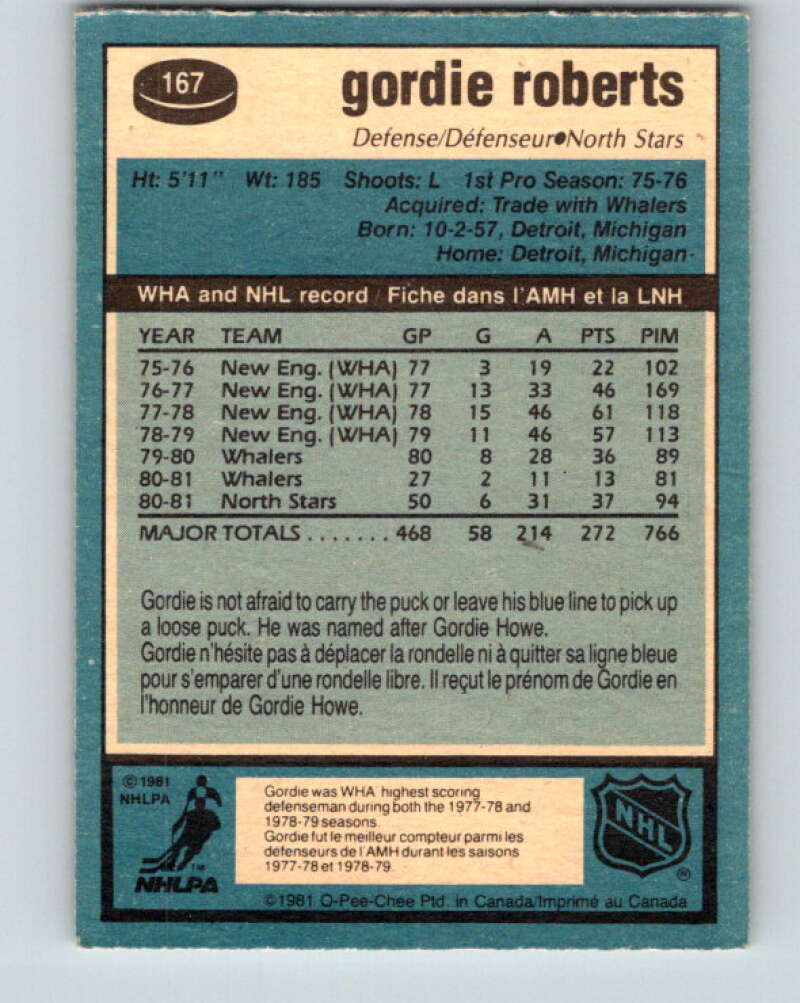 167
gordie roberts
Defense/Défenseur•North Stars
Ht: 5'11" Wt: 185 Shoots: L 1st Pro Season: 75-76
Acquired: Trade with Whalers
Born: 10-2-57, Detroit, Michigan
Home: Detroit, Michigan
WHA and NHL record / Fiche dans l'AMH et la LNH
YEAR TEAM GP G A PTS PIM
75-76 New Eng. (WHA) 77 3 19 22 102
76-77 New Eng. (WHA) 77 13 33 46 169
77-78 New Eng. (WHA) 78 15 46 61 118
78-79 New Eng. (WHA) 79 11 46 57 113
79-80 Whalers 80 8 28 36 89
80-81 Whalers 27 2 11 13 81
80-81 North Stars 50 6 31 37 94
MAJOR TOTALS ....... 468 58 214 272 766
Gordie is not afraid to carry the puck or leave his blue line to pick up
a loose puck. He was named after Gordie Howe.
Gordie n'hésite pas à déplacer la rondelle ni à quitter sa ligne bleue
pour s'emparer d'une rondelle libre. Il reçut le prénom de Gordie en
l'honneur de Gordie Howe.
© 1981
NHLPA
TM
NHLPA
Gordie was WHA highest scoring
defenseman during both the 1977-78 and
1978-79 seasons.
Gordie fut le meilleur compteur parmi les
défenseurs de l'AMH durant les saisons
1977-78 et 1978-79.
NHL
®
©1981 O-Pee-Chee Ptd. in Canada/Imprimé au Canada